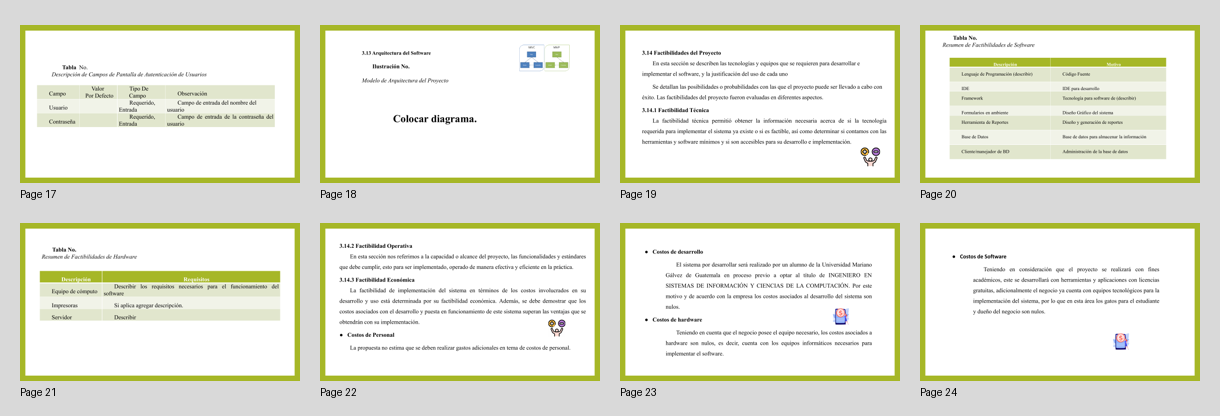 Tabla No.
Descripción de Campos de Pantalla de Autenticación de Usuarios
Campo Valor Por Defecto Tipo De Campo Observación
Usuario Requerido, Entrada Campo de entrada del nombre del usuario
Contraseña Requerido, Entrada Campo de entrada de la contraseña del usuario
Page 17
3.13 Arquitectura del Software
Ilustración No.
Modelo de Arquitectura del Proyecto
Colocar diagrama.
Page 18
3.14 Factibilidades del Proyecto
En esta sección se describen las tecnologías y equipos que se requieren para desarrollar e
implementar el software, y la justificación del uso de cada uno
Se detallan las posibilidades o probabilidades con las que el proyecto puede ser llevado a cabo con
éxito. Las factibilidades del proyecto fueron evaluadas en diferentes aspectos.
3.14.1 Factibilidad Técnica
La factibilidad técnica permitió obtener la información necesaria acerca de si la tecnología
requerida para implementar el sistema ya existe o si es factible, así como determinar si contamos con las
herramientas y software mínimos y si son accesibles para su desarrollo e implementación.
Page 19
Tabla No.
Resumen de Factibilidades de Software
Descripción Motivo
Lenguaje de Programación (describir) Código Fuente
IDE IDE para desarrollo
Framework Tecnología para software de (describir)
Formularios en ambiente Diseño Gráfico del sistema
Herramienta de Reportes Diseño y generación de reportes
Base de Datos Base de datos para almacenar la información
Cliente/manejador de BD Administración de la base de datos
Page 20
Tabla No.
Resumen de Factibilidades de Hardware
Descripción Requisitos
Equipo de cómputo Describir los requisitos necesarios para el funcionamiento del software
Impresoras Si aplica agregar descripción.
Servidor Describir
Page 21
3.14.2 Factibilidad Operativa
En esta sección nos referimos a la capacidad o alcance del proyecto, las funcionalidades y estándares
que debe cumplir, esto para ser implementado, operado de manera efectiva y eficiente en la práctica.
3.14.3 Factibilidad Económica
La factibilidad de implementación del sistema en términos de los costos involucrados en su
desarrollo y uso está determinada por su factibilidad económica. Además, se debe demostrar que los
costos asociados con el desarrollo y puesta en funcionamiento de este sistema superan las ventajas que se
obtendrán con su implementación.
● Costos de Personal
La propuesta no estima que se deben realizar gastos adicionales en tema de costos de personal.
Page 22
● Costos de desarrollo
El sistema por desarrollar será realizado por un alumno de la Universidad Mariano
Gálvez de Guatemala en proceso previo a optar al título de INGENIERO EN
SISTEMAS DE INFORMACIÓN Y CIENCIAS DE LA COMPUTACIÓN. Por este
motivo y de acuerdo con la empresa los costos asociados al desarrollo del sistema son
nulos.
● Costos de hardware
Teniendo en cuenta que el negocio posee el equipo necesario, los costos asociados a
hardware son nulos, es decir, cuenta con los equipos informáticos necesarios para
implementar el software.
Page 23
● Costos de Software
Teniendo en consideración que el proyecto se realizará con fines
académicos, este se desarrollará con herramientas y aplicaciones con licencias
gratuitas, adicionalmente el negocio ya cuenta con equipos tecnológicos para la
implementación del sistema, por lo que en esta área los gatos para el estudiante
y dueño del negocio son nulos.
Page 24